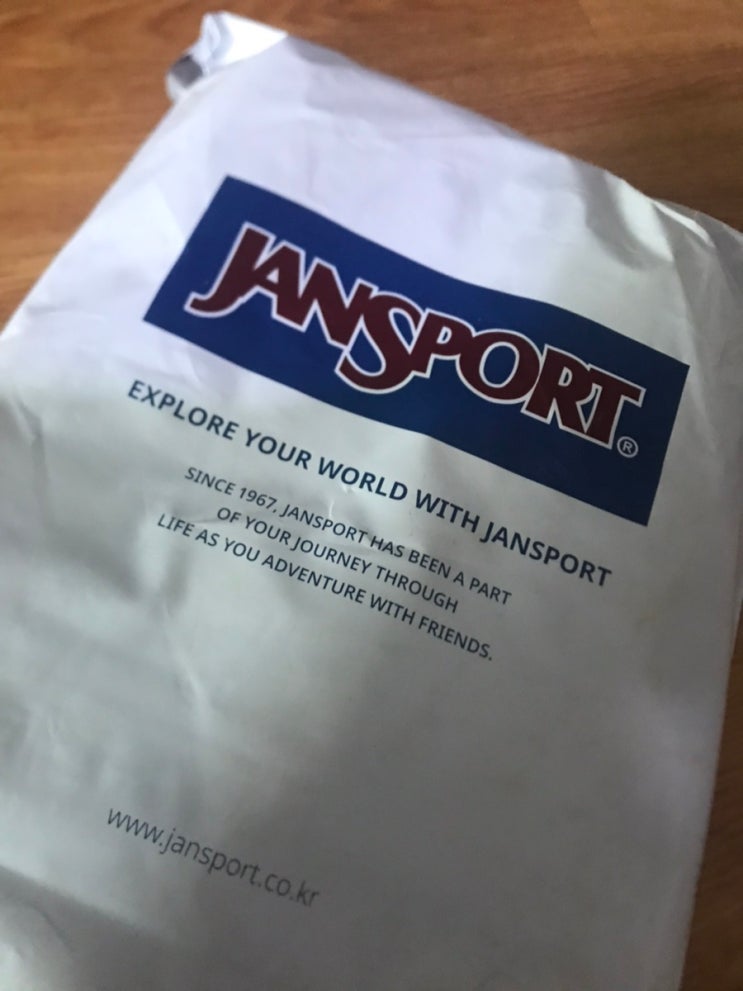 JANSPORT®
EXPLORE YOUR WORLD WITH JANSPORT
SINCE 1967, JANSPORT HAS BEEN A PART
OF YOUR JOURNEY THROUGH
LIFE AS YOU ADVENTURE WITH FRIENDS.
www.jansport.co.kr